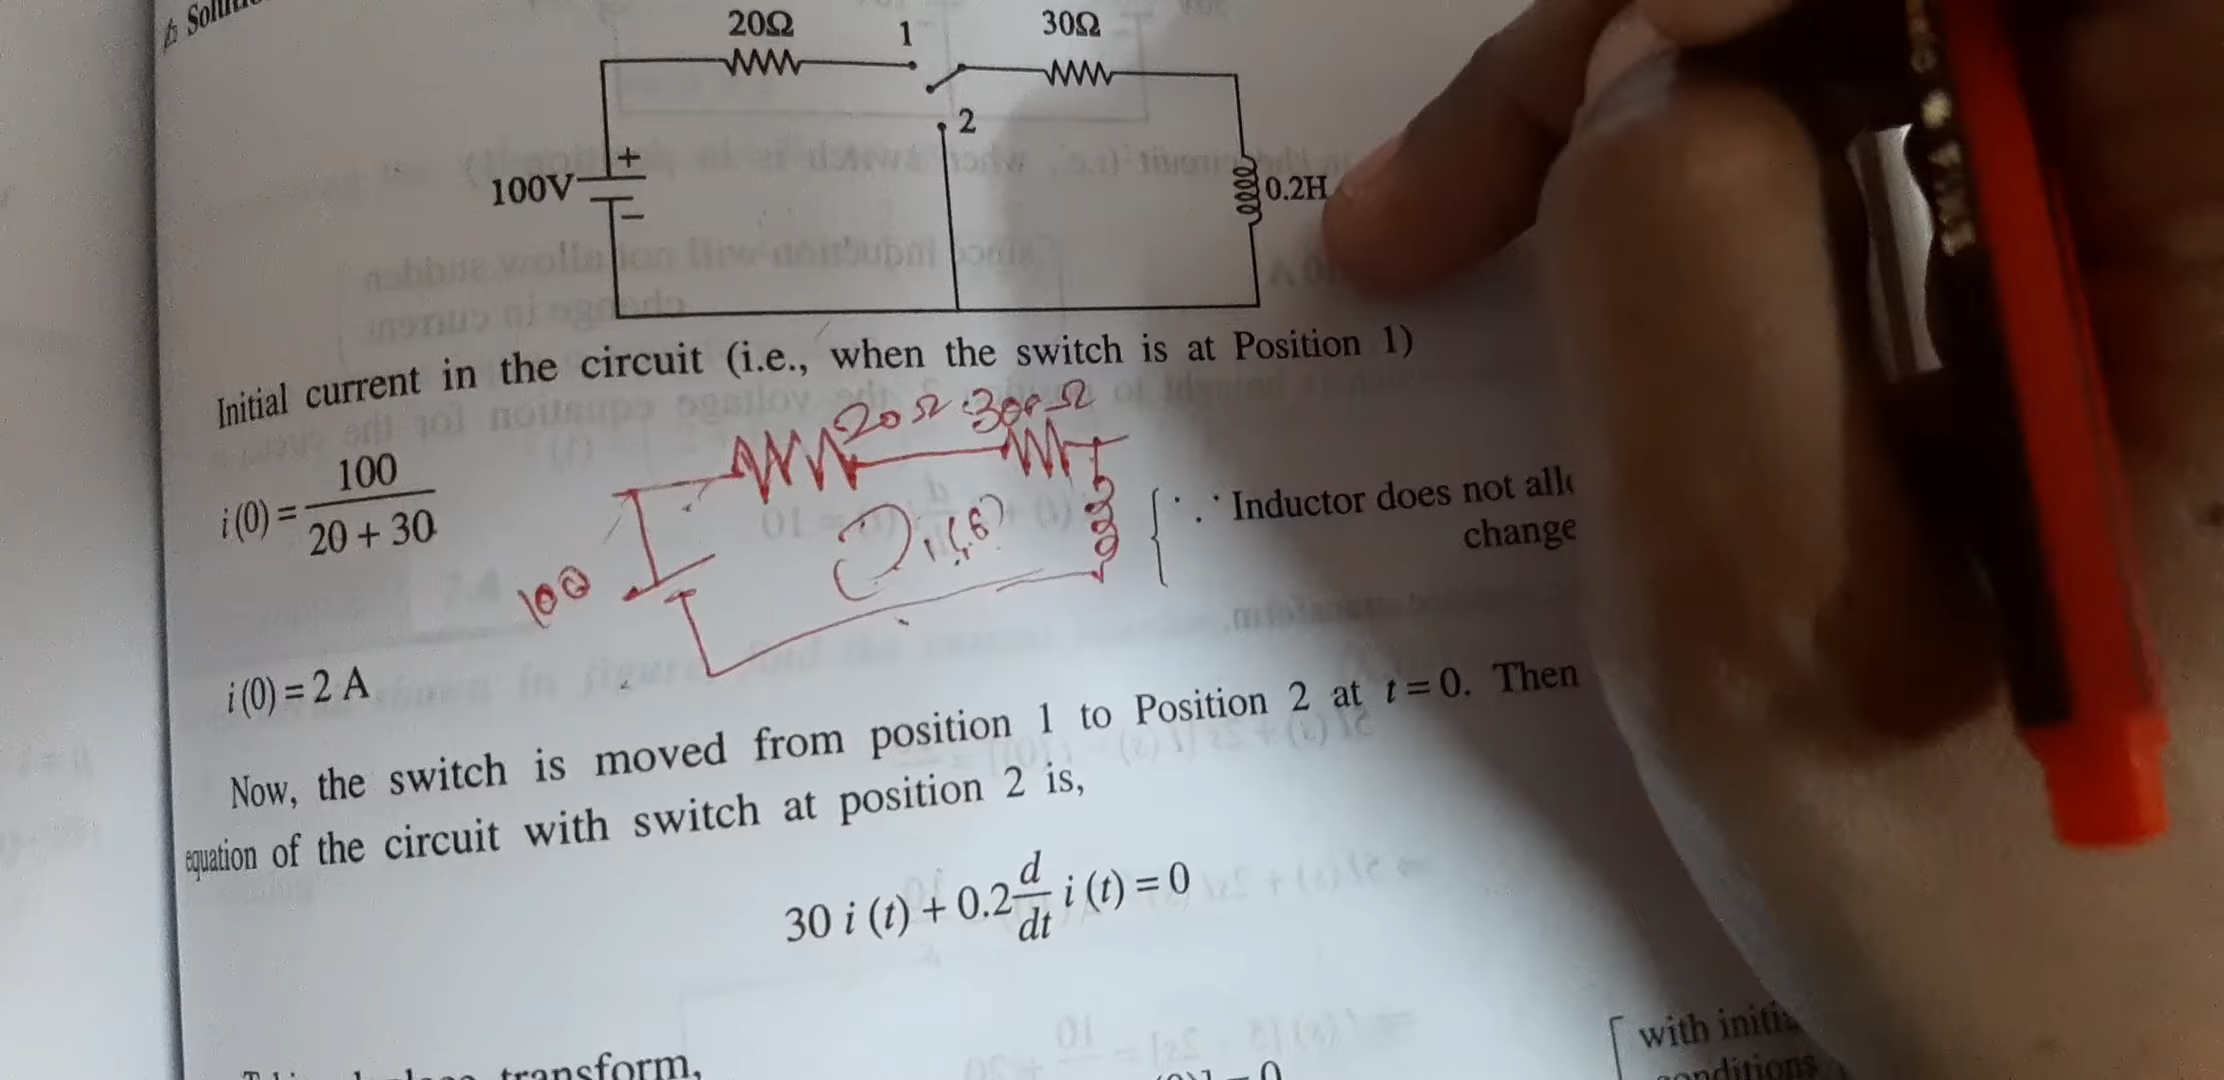 20Ω 1 30Ω
2
+
100V
−
0.2H
Initial current in the circuit (i.e., when the switch is at Position 1)
20Ω 30Ω
i (0) = 100 / 20 + 30
∵ Inductor does not
change
100
i (0) = 2 A
Now, the switch is moved from position 1 to Position 2 at t = 0. Then
equation of the circuit with switch at position 2 is,
30 i (t) + 0.2 d/dt i (t) = 0
with
conditions
transform,